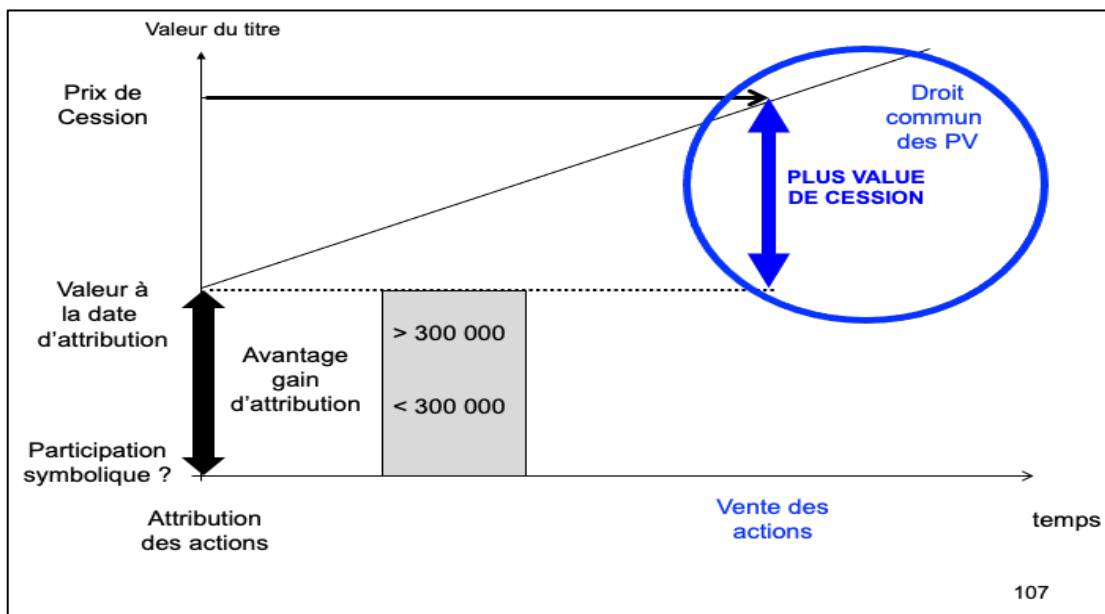 Valeur du titre
Prix de
Cession
Droit
commun
des PV
PLUS VALUE
DE CESSION
Valeur à
la date
d'attribution
Avantage
gain
d'attribution
> 300 000
< 300 000
Participation
symbolique ?
Attribution
des actions
Vente des
actions
temps
107